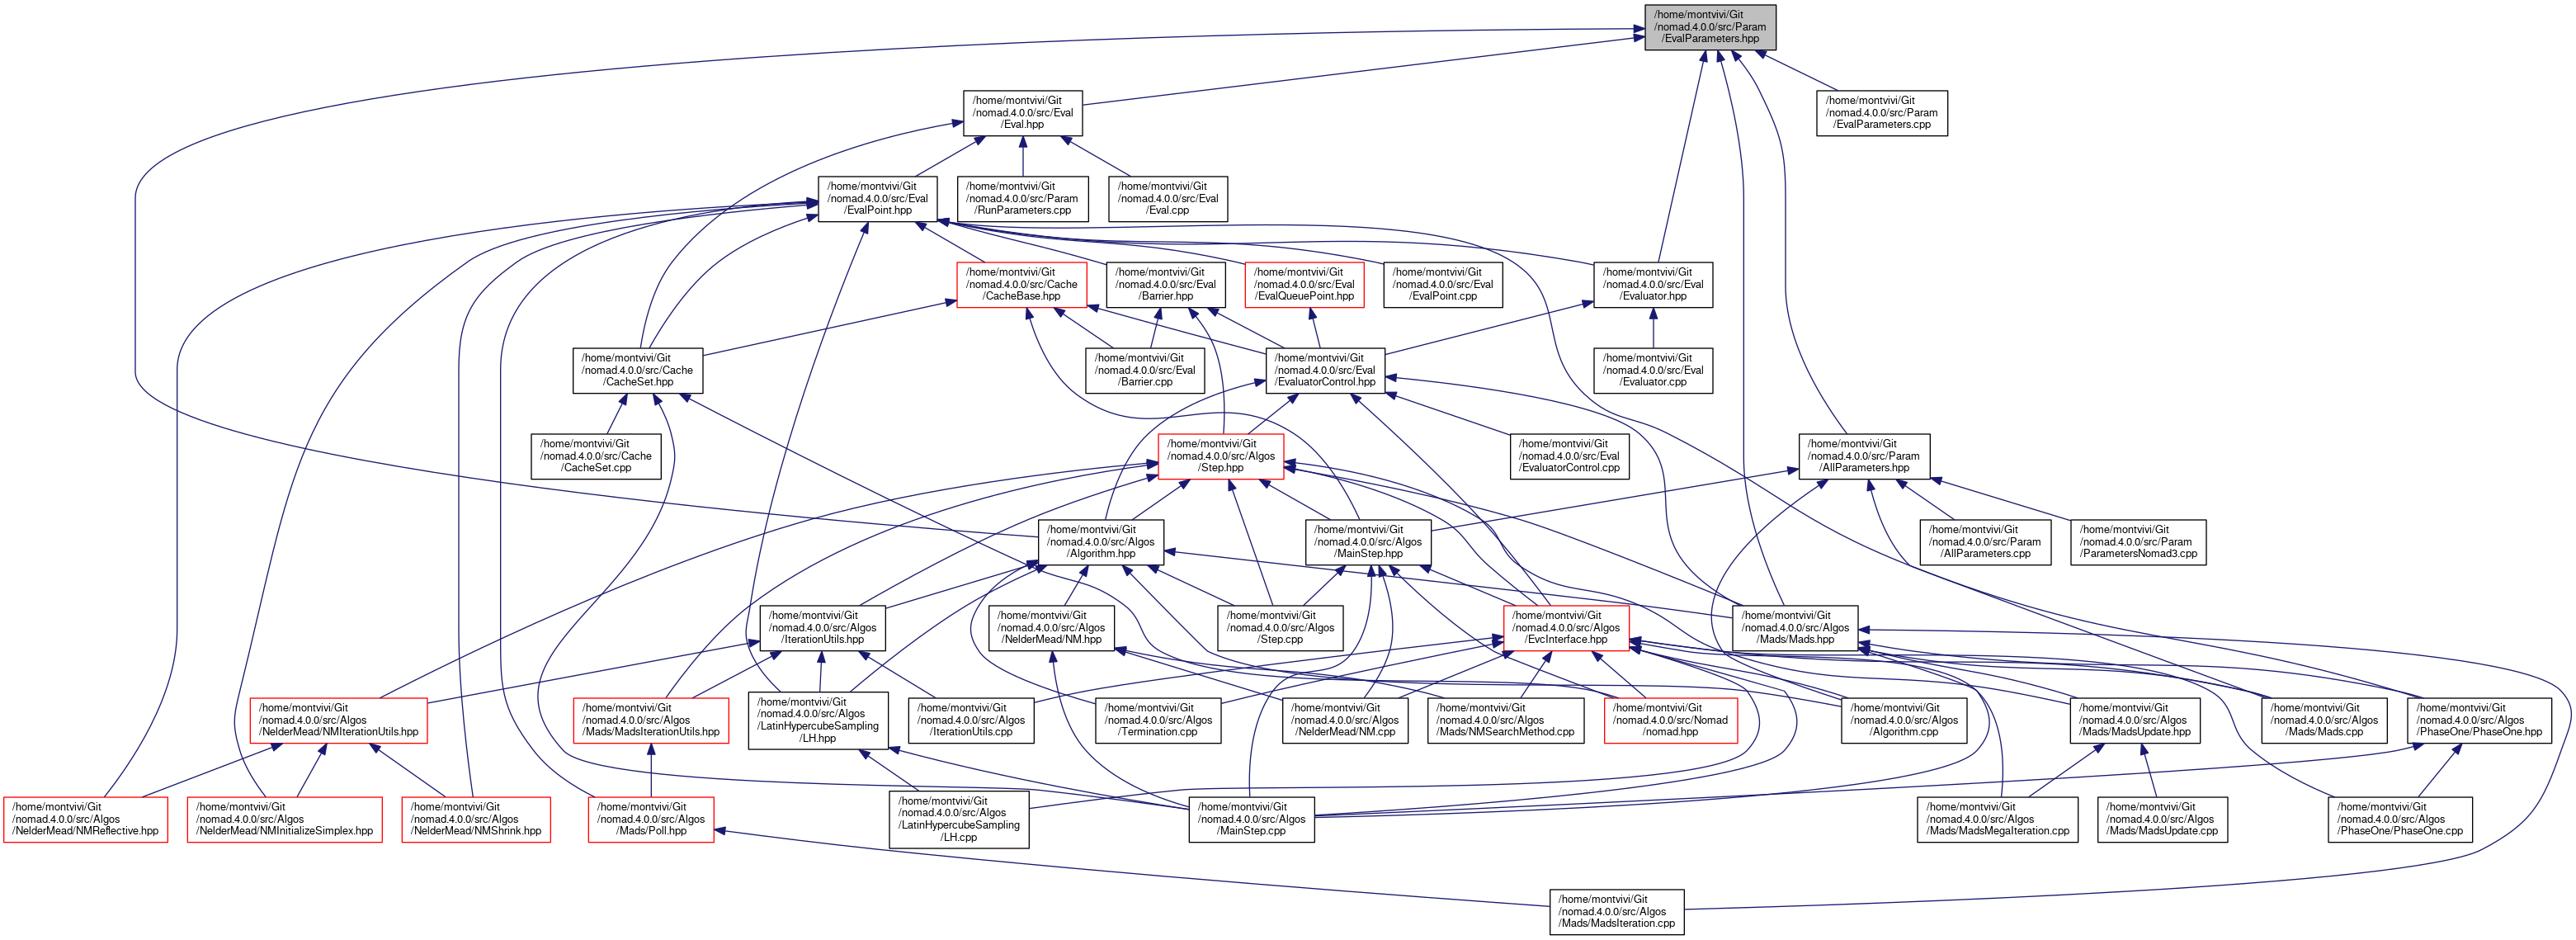 /home/montvivi/Git
/nomad.4.0.0/src/Param
/EvalParameters.hpp
/home/montvivi/Git
/nomad.4.0.0/src/Eval
/Eval.hpp
/home/montvivi/Git
/nomad.4.0.0/src/Param
/EvalParameters.cpp
/home/montvivi/Git
/nomad.4.0.0/src/Eval
/EvalPoint.hpp
/home/montvivi/Git
/nomad.4.0.0/src/Param
/RunParameters.cpp
/home/montvivi/Git
/nomad.4.0.0/src/Eval
/Eval.cpp
/home/montvivi/Git
/nomad.4.0.0/src/Cache
/CacheBase.hpp
/home/montvivi/Git
/nomad.4.0.0/src/Eval
/Barrier.hpp
/home/montvivi/Git
/nomad.4.0.0/src/Eval
/EvalQueuePoint.hpp
/home/montvivi/Git
/nomad.4.0.0/src/Eval
/EvalPoint.cpp
/home/montvivi/Git
/nomad.4.0.0/src/Eval
/Evaluator.hpp
/home/montvivi/Git
/nomad.4.0.0/src/Cache
/CacheSet.hpp
/home/montvivi/Git
/nomad.4.0.0/src/Eval
/Barrier.cpp
/home/montvivi/Git
/nomad.4.0.0/src/Eval
/EvaluatorControl.hpp
/home/montvivi/Git
/nomad.4.0.0/src/Eval
/Evaluator.cpp
/home/montvivi/Git
/nomad.4.0.0/src/Cache
/CacheSet.cpp
/home/montvivi/Git
/nomad.4.0.0/src/Algos
/Step.hpp
/home/montvivi/Git
/nomad.4.0.0/src/Eval
/EvaluatorControl.cpp
/home/montvivi/Git
/nomad.4.0.0/src/Param
/AllParameters.hpp
/home/montvivi/Git
/nomad.4.0.0/src/Algos
/Algorithm.hpp
/home/montvivi/Git
/nomad.4.0.0/src/Algos
/MainStep.hpp
/home/montvivi/Git
/nomad.4.0.0/src/Param
/AllParameters.cpp
/home/montvivi/Git
/nomad.4.0.0/src/Param
/ParametersNomad3.cpp
/home/montvivi/Git
/nomad.4.0.0/src/Algos
/IterationUtils.hpp
/home/montvivi/Git
/nomad.4.0.0/src/Algos
/NelderMead/NM.hpp
/home/montvivi/Git
/nomad.4.0.0/src/Algos
/Step.cpp
/home/montvivi/Git
/nomad.4.0.0/src/Algos
/EvcInterface.hpp
/home/montvivi/Git
/nomad.4.0.0/src/Algos
/Mads/Mads.hpp
/home/montvivi/Git
/nomad.4.0.0/src/Algos
/NelderMead/NMIterationUtils.hpp
/home/montvivi/Git
/nomad.4.0.0/src/Algos
/Mads/MadsIterationUtils.hpp
/home/montvivi/Git
/nomad.4.0.0/src/Algos
/LatinHypercubeSampling
/LH.hpp
/home/montvivi/Git
/nomad.4.0.0/src/Algos
/IterationUtils.cpp
/home/montvivi/Git
/nomad.4.0.0/src/Algos
/Termination.cpp
/home/montvivi/Git
/nomad.4.0.0/src/Algos
/NelderMead/NM.cpp
/home/montvivi/Git
/nomad.4.0.0/src/Algos
/Mads/NMSearchMethod.cpp
/home/montvivi/Git
/nomad.4.0.0/src/Nomad
/nomad.hpp
/home/montvivi/Git
/nomad.4.0.0/src/Algos
/Algorithm.cpp
/home/montvivi/Git
/nomad.4.0.0/src/Algos
/Mads/MadsUpdate.hpp
/home/montvivi/Git
/nomad.4.0.0/src/Algos
/Mads/Mads.cpp
/home/montvivi/Git
/nomad.4.0.0/src/Algos
/PhaseOne/PhaseOne.hpp
/home/montvivi/Git
/nomad.4.0.0/src/Algos
/NelderMead/NMReflective.hpp
/home/montvivi/Git
/nomad.4.0.0/src/Algos
/NelderMead/NMInitializeSimplex.hpp
/home/montvivi/Git
/nomad.4.0.0/src/Algos
/NelderMead/NMShrink.hpp
/home/montvivi/Git
/nomad.4.0.0/src/Algos
/Mads/Poll.hpp
/home/montvivi/Git
/nomad.4.0.0/src/Algos
/LatinHypercubeSampling
/LH.cpp
/home/montvivi/Git
/nomad.4.0.0/src/Algos
/MainStep.cpp
/home/montvivi/Git
/nomad.4.0.0/src/Algos
/Mads/MadsMegaIteration.cpp
/home/montvivi/Git
/nomad.4.0.0/src/Algos
/Mads/MadsUpdate.cpp
/home/montvivi/Git
/nomad.4.0.0/src/Algos
/PhaseOne/PhaseOne.cpp
/home/montvivi/Git
/nomad.4.0.0/src/Algos
/Mads/MadsIteration.cpp